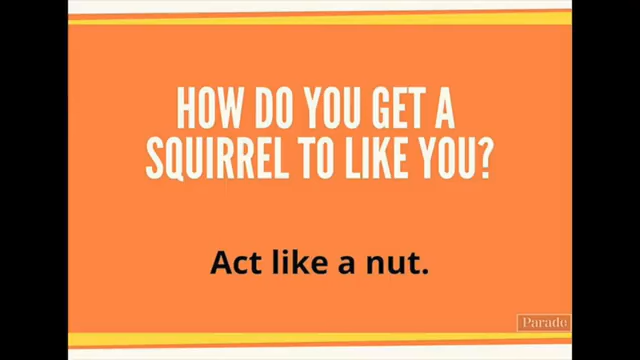 HOW DO YOU GET A
SQUIRREL TO LIKE YOU?
Act like a nut.
Parade